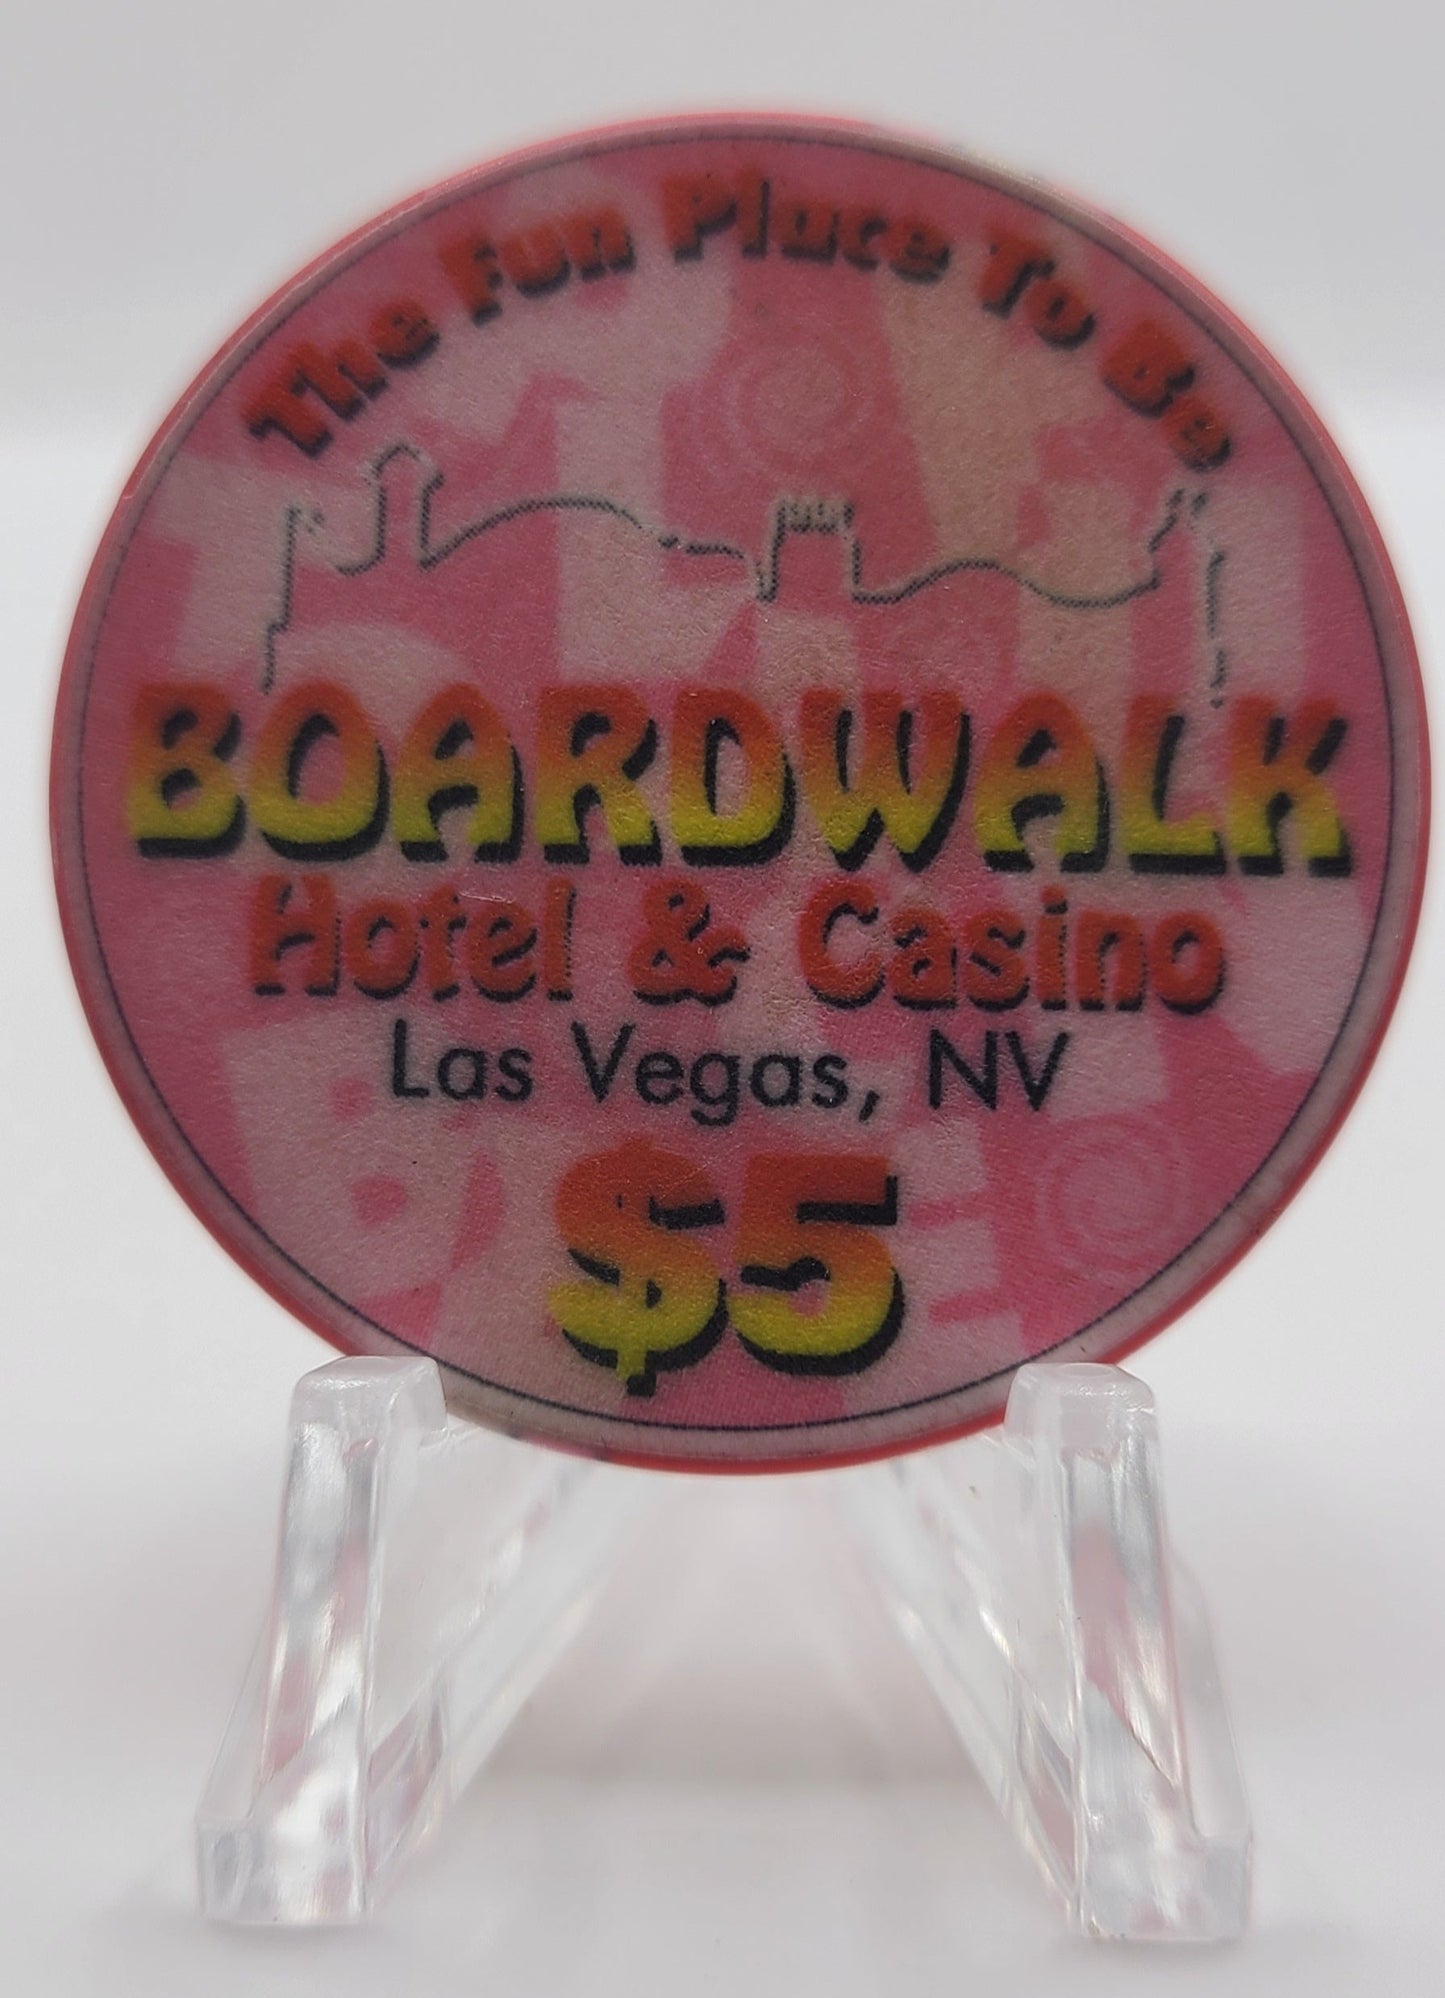 The Fun Place To Be
BOARDWALK
Hotel & Casino
Las Vegas, NV
$5